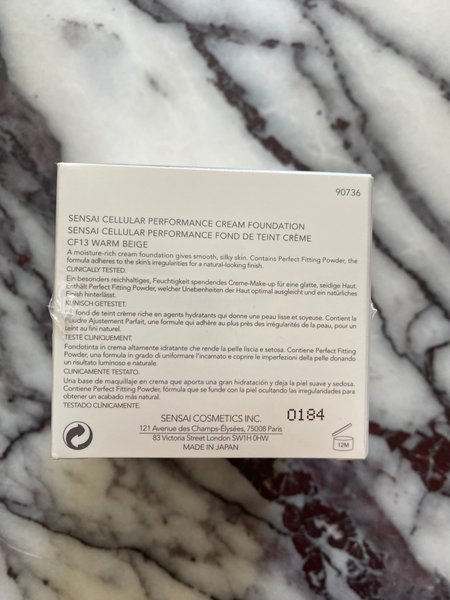 90736
SENSAI CELLULAR PERFORMANCE CREAM FOUNDATION
SENSAI CELLULAR PERFORMANCE FOND DE TEINT CRÈME
CF13 WARM BEIGE
A moisture-rich cream foundation gives smooth, silky skin. Contains Perfect Fitting Powder, the
formula adheres to the skin's irregularities for a natural-looking finish.
CLINICALLY TESTED.
Ein besonders reichhaltiges, Feuchtigkeit spendendes Creme-Make-up für eine glatte, seidige Haut.
Enthält Perfect Fitting Powder, welcher Unebenheiten der Haut optimal ausgleicht und ein natürliches
Finish hinterlässt.
KLINISCH GETESTET.
Un fond de teint crème riche en agents hydratants qui donne une peau lisse et soyeuse. Contient la
Poudre Ajustement Parfait, une formule qui adhère au plus près des irrégularités de la peau, pour un
teint au fini naturel.
TESTÉ CLINIQUEMENT.
Fondotinta in crema altamente idratante che rende la pelle liscia e setosa. Contiene Perfect Fitting
Powder, una formula in grado di uniformare l'incarnato e coprire le imperfezioni della pelle donando
un risultato luminoso e naturale.
CLINICAMENTE TESTATO.
Una base de maquillaje en crema que aporta una gran hidratación y deja la piel suave y sedosa.
Contiene Perfect Fitting Powder, fórmula que se funde con la piel ocultando las irregularidades para
obtener un acabado más natural.
TESTADO CLÍNICAMENTE.
SENSAI COSMETICS INC.
0184
121 Avenue des Champs-Élysées, 75008 Paris
83 Victoria Street London SW1H 0HW
MADE IN JAPAN
12M